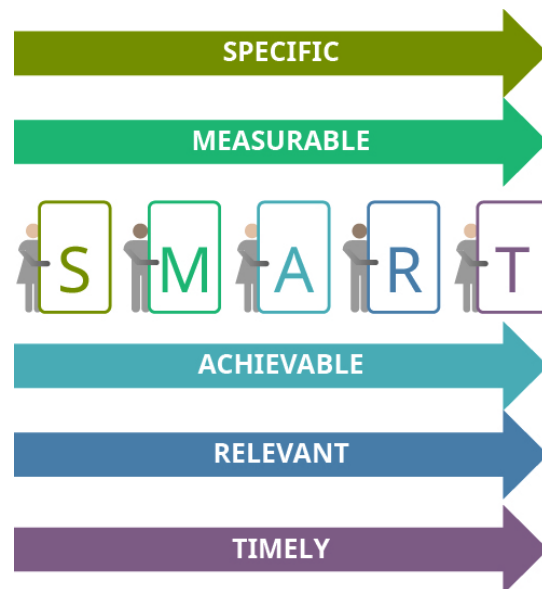 SPECIFIC
MEASURABLE
S M A R T
ACHIEVABLE
RELEVANT
TIMELY